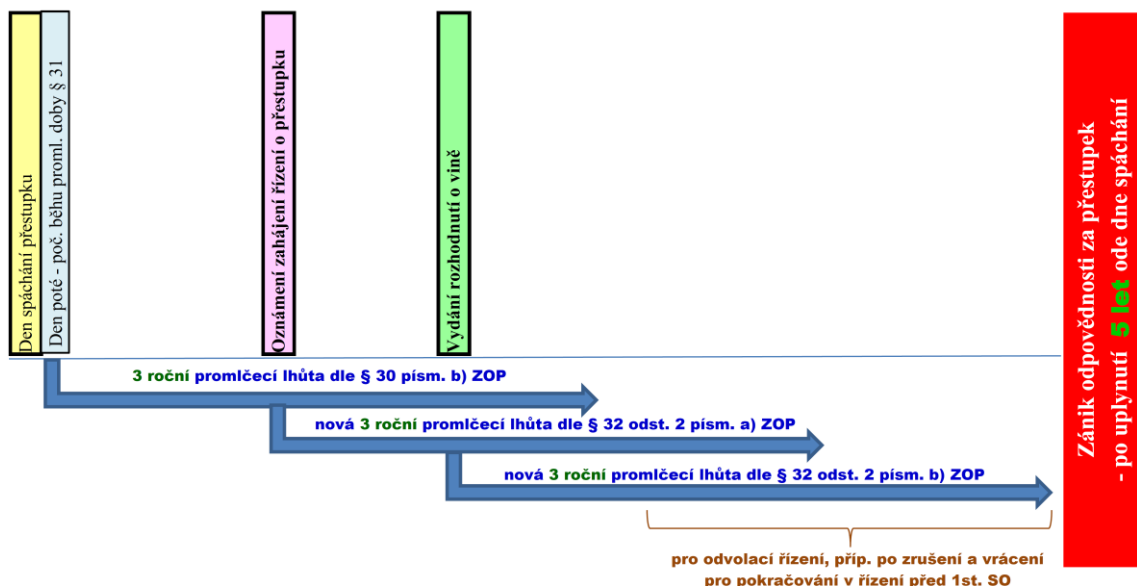 Den spáchání přestupku
Den poté - poč. běhu proml. doby § 31
Oznámení zahájení řízení o přestupku
Vydání rozhodnutí o vině
Zánik odpovědnosti za přestupek
- po uplynutí 5 let ode dne spáchání
3 roční promlčecí lhůta dle § 30 písm. b) ZOP
nová 3 roční promlčecí lhůta dle § 32 odst. 2 písm. a) ZOP
nová 3 roční promlčecí lhůta dle § 32 odst. 2 písm. b) ZOP
pro odvolací řízení, příp. po zrušení a vrácení
pro pokračování v řízení před 1st. SO